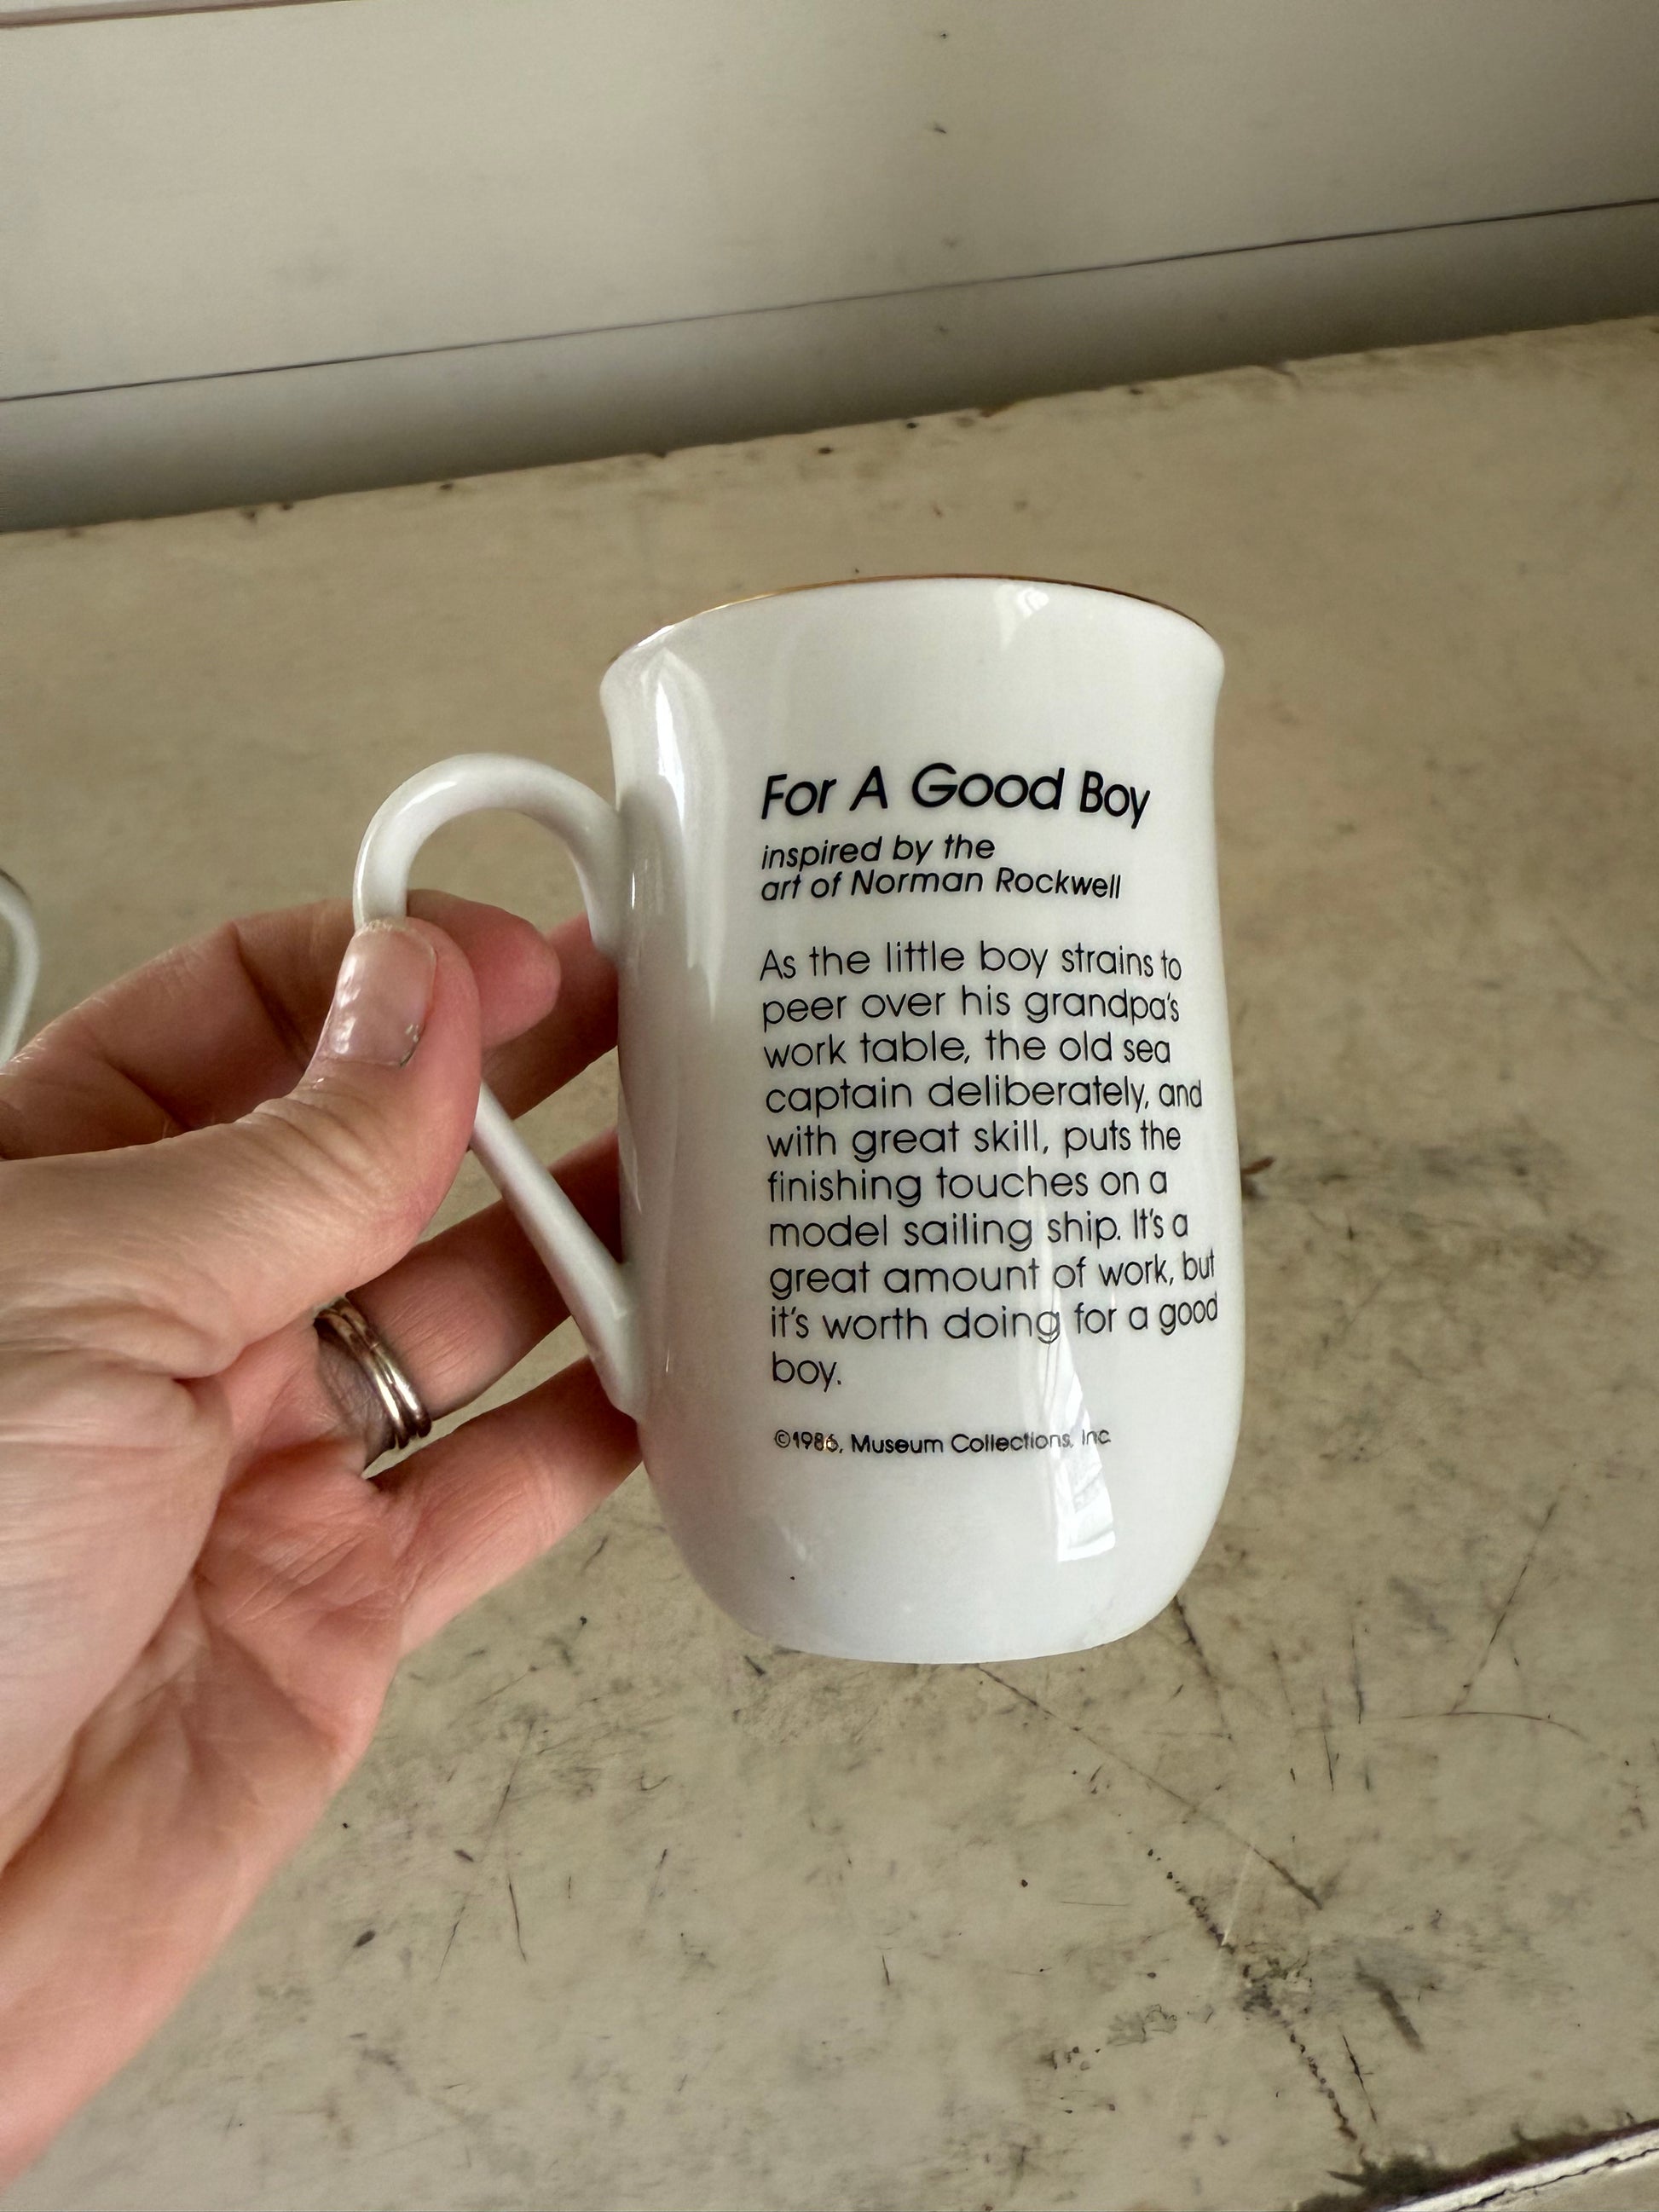 For A Good Boy
inspired by the
art of Norman Rockwell
As the little boy strains to
peer over his grandpa's
work table, the old sea
captain deliberately, and
with great skill, puts the
finishing touches on a
model sailing ship. It's a
great amount of work, but
it's worth doing for a good
boy.
©1986, Museum Collections, Inc